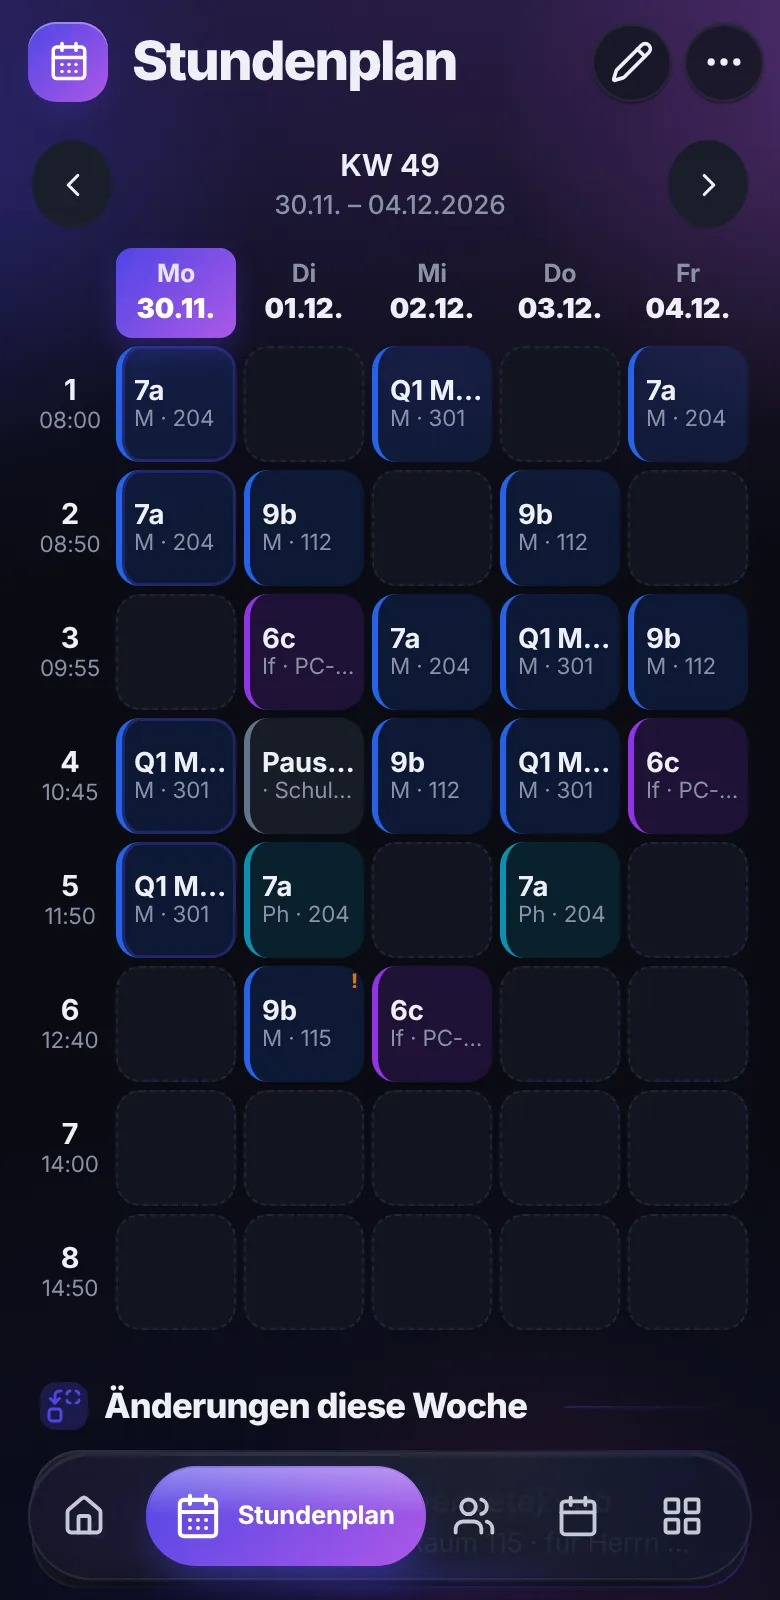 Stundenplan
KW 49
30.11. – 04.12.2026
Mo Di Mi Do Fr
30.11. 01.12. 02.12. 03.12. 04.12.
1 7a Q1 M... 7a
08:00 M · 204 M · 301 M · 204
2 7a 9b 9b
08:50 M · 204 M · 112 M · 112
3 6c 7a Q1 M... 9b
09:55 If · PC-... M · 204 M · 301 M · 112
4 Q1 M... Paus... 9b Q1 M... 6c
10:45 M · 301 · Schul... M · 112 M · 301 If · PC-...
5 Q1 M... 7a 7a
11:50 M · 301 Ph · 204 Ph · 204
!
6 9b 6c
12:40 M · 115 If · PC-...
7
14:00
8
14:50
Änderungen diese Woche
Stundenplan
Raum 115 · für Herrn ...